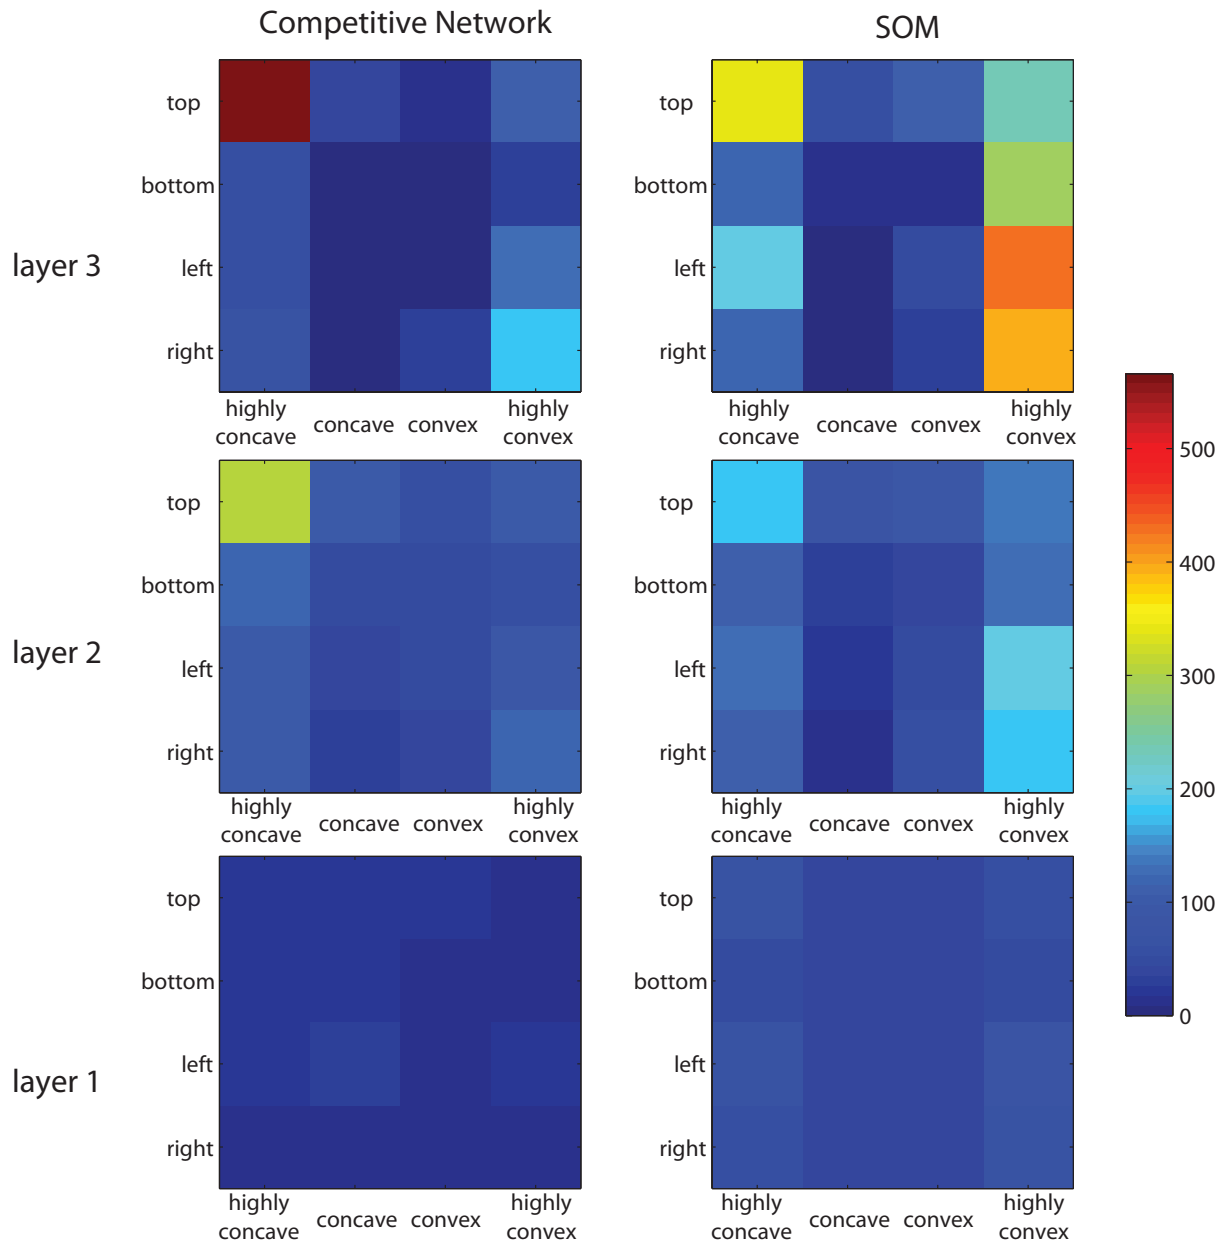 Competitive Network
SOM
layer 3
top
bottom
left
right
highly concave
concave
convex
highly convex
top
bottom
left
right
highly concave
concave
convex
highly convex
layer 2
top
bottom
left
right
highly concave
concave
convex
highly convex
top
bottom
left
right
highly concave
concave
convex
highly convex
layer 1
top
bottom
left
right
highly concave
concave
convex
highly convex
top
bottom
left
right
highly concave
concave
convex
highly convex
500
400
300
200
100
0